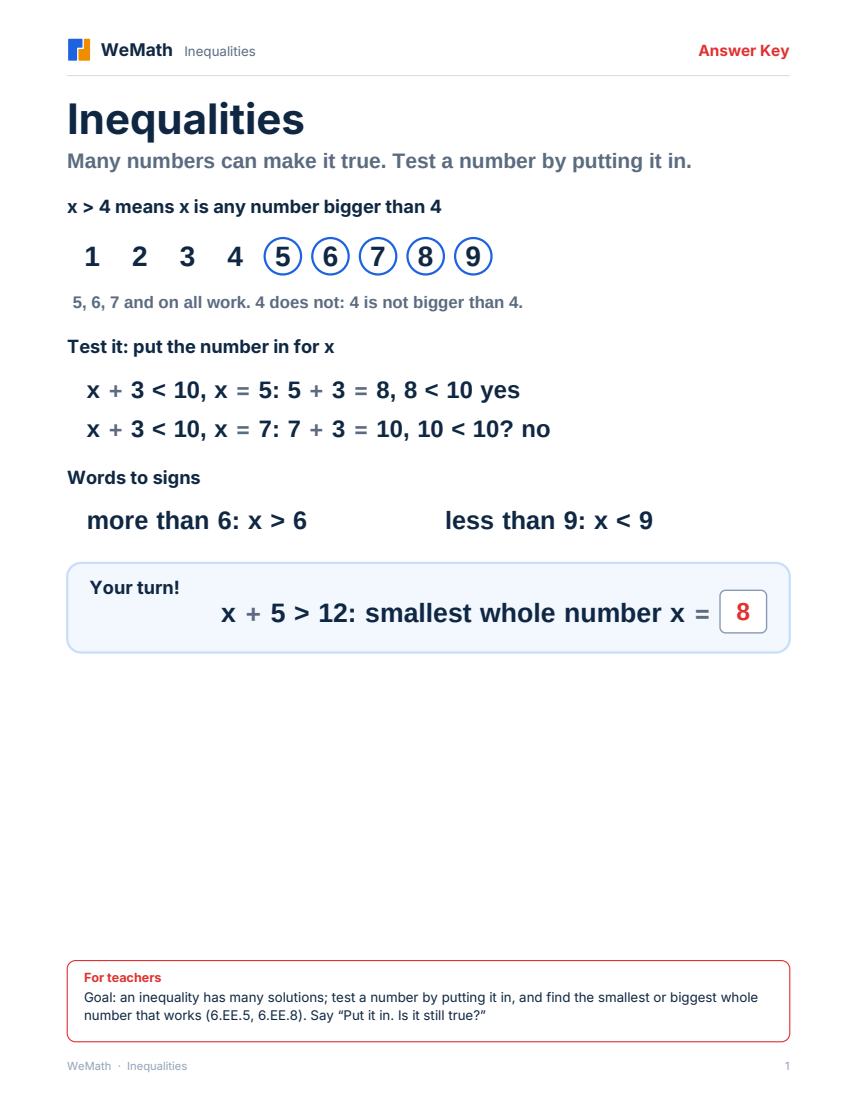 WeMath Inequalities Answer Key
Inequalities
Many numbers can make it true. Test a number by putting it in.
x > 4 means x is any number bigger than 4
1 2 3 4 5 6 7 8 9
5, 6, 7 and on all work. 4 does not: 4 is not bigger than 4.
Test it: put the number in for x
x + 3 < 10, x = 5: 5 + 3 = 8, 8 < 10 yes
x + 3 < 10, x = 7: 7 + 3 = 10, 10 < 10? no
Words to signs
more than 6: x > 6 less than 9: x < 9
Your turn!
x + 5 > 12: smallest whole number x = 8
For teachers
Goal: an inequality has many solutions; test a number by putting it in, and find the smallest or biggest whole
number that works (6.EE.5, 6.EE.8). Say “Put it in. Is it still true?”
WeMath · Inequalities 1